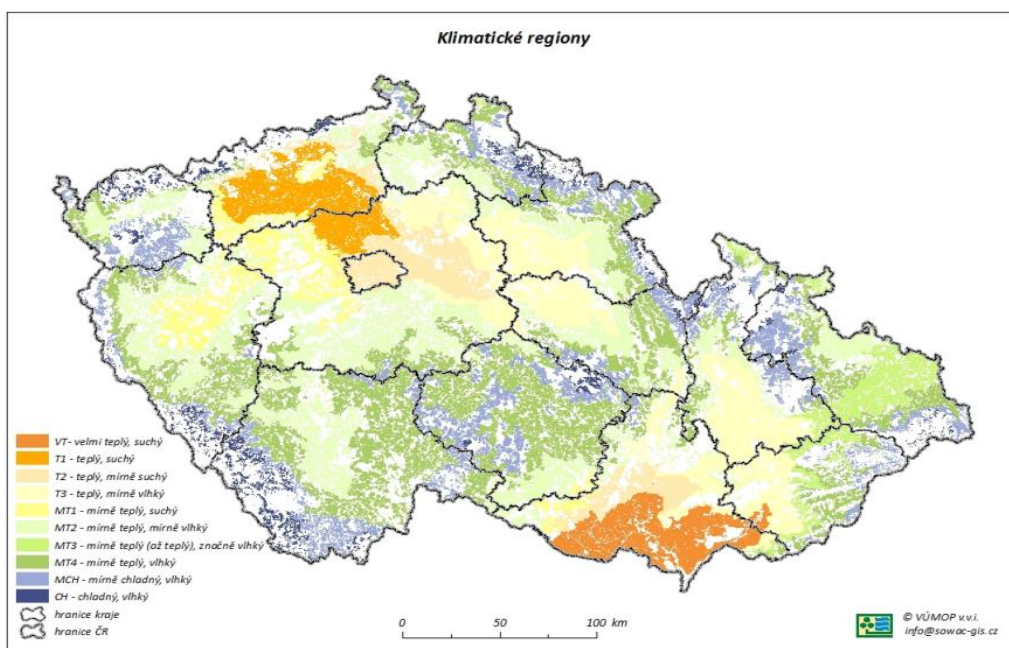 Klimatické regiony
VT- velmi teplý, suchý
T1 - teplý, suchý
T2 - teplý, mírně suchý
T3 - teplý, mírně vlhký
MT1 - mírně teplý, suchý
MT2 - mírně teplý, mírně vlhký
MT3 - mírně teplý (až teplý), značně vlhký
MT4 - mírně teplý, vlhký
MCH - mírně chladný, vlhký
CH - chladný, vlhký
hranice kraje
hranice ČR
0 50 100 km
© VÚMOP v.v.i.
info@sowac-gis.cz